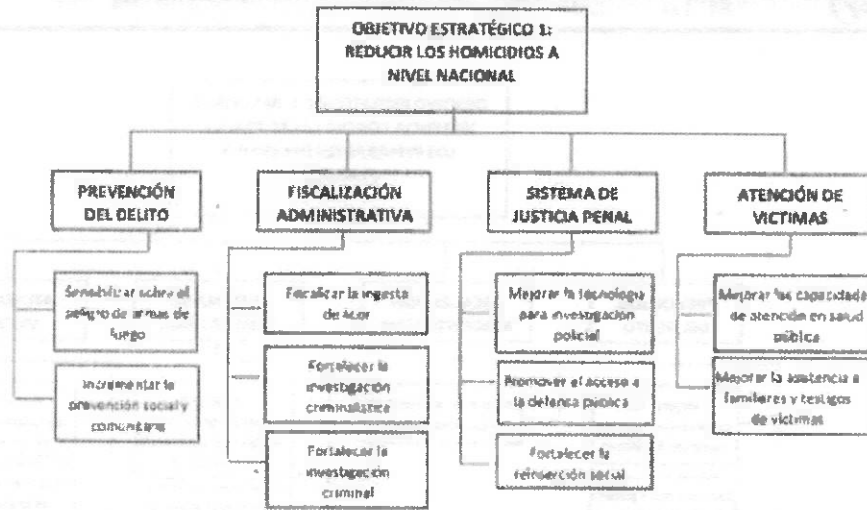 OBJETIVO ESTRATÉGICO 1:
REDUCIR LOS HOMICIDIOS A
NIVEL NACIONAL
PREVENCIÓN
DEL DELITO
FISCALIZACIÓN
ADMINISTRATIVA
SISTEMA DE
JUSTICIA PENAL
ATENCIÓN DE
VICTIMAS
Sensibilizar sobre el
peligro de armas de
fuego
Incrementar la
prevención social y
comunitaria
Fiscalizar la ingesta
de licor
Fortalecer la
investigación
criminalística
Fortalecer la
investigación
criminal
Mejorar la tecnología
para investigación
policial
Promover el acceso a
la defensa pública
Fortalecer la
reinserción social
Mejorar las capacidades
de atención en salud
pública
Mejorar la asistencia a
familiares y testigos
de víctimas